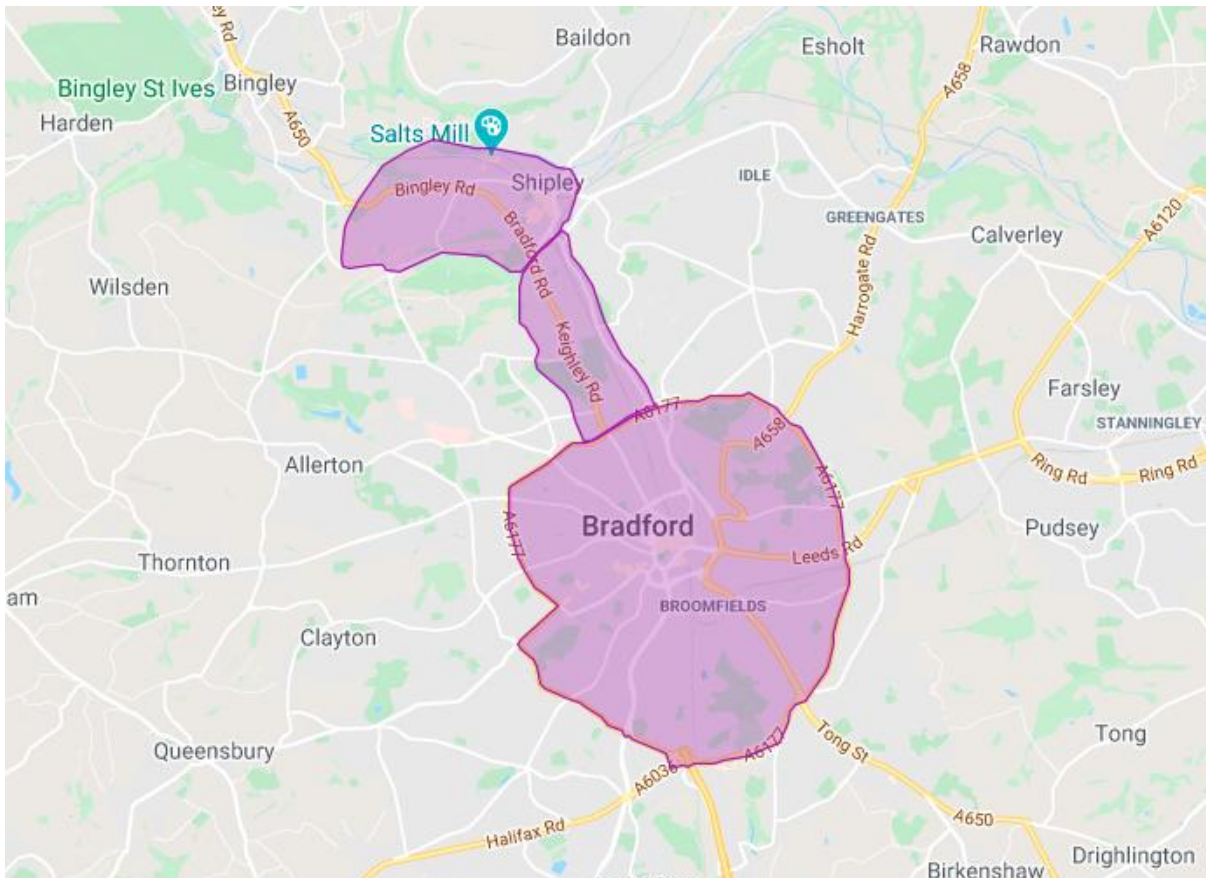 Baildon
Esholt
Rawdon
Bingley St Ives
Bingley
A658
Harden
A650
Salts Mill
IDLE
Bingley Rd
Shipley
A6120
GREENGATES
Calverley
Bradford Rd
Harrogate Rd
Wilsden
Keighley Rd
Farsley
A6177
STANNINGLEY
A658
Allerton
Ring Rd
Ring Rd
A6177
A6177
Bradford
Pudsey
Leeds Rd
Thornton
BROOMFIELDS
Clayton
Tong
Queensbury
A6177
Tong St
A6036
A650
Halifax Rd
Drighlington
Birkenshaw